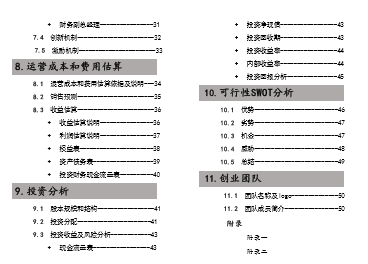 + 财务副总经理----------------31
7.4 创新机制----------------------32
7.5 激励机制----------------------33
8.运营成本和费用估算
8.1 运营成本和费用估算依据及说明---34
8.2 销售预测----------------------35
8.3 收益估算----------------------36
+ 收益估算说明----------------36
+ 利润估算说明----------------37
+ 损益表----------------------38
+ 资产债务表------------------39
+ 投资财务现金流量表----------40
9.投资分析
9.1 股本规模和结构----------------41
9.2 投资分配----------------------41
9.3 投资收益及风险分析------------43
+ 现金流量表------------------43
+ 投资净现值------------------43
+ 投资回收期------------------43
+ 投资收益率------------------44
+ 内部收益率------------------44
+ 投资回报分析----------------45
10.可行性SWOT分析
10.1 优势-------------------------46
10.2 劣势-------------------------47
10.3 机会-------------------------47
10.4 威胁-------------------------48
10.5 总结-------------------------49
11.创业团队
11.1 团队名称及logo---------------50
11.2 团队成员简介-----------------50
附录
附录一
附录二